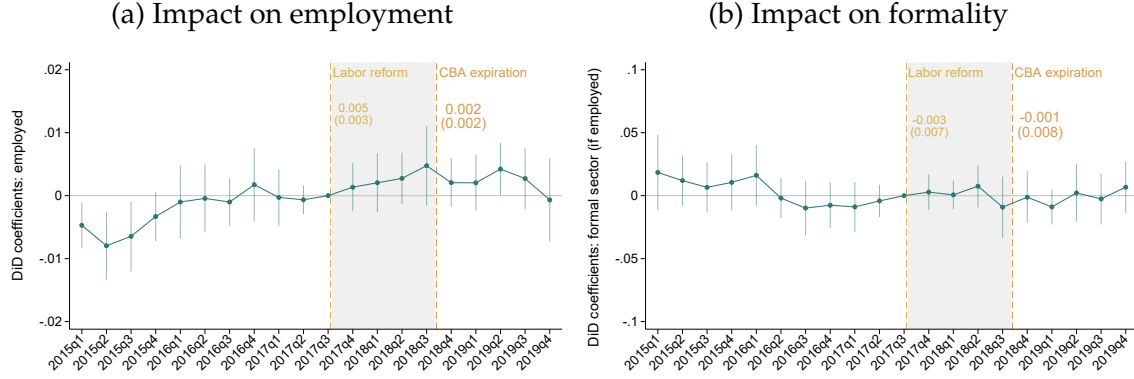 (a) Impact on employment
.02
.01
0
-.01
-.02
DiD coefficients: employed
Labor reform
CBA expiration
0.005
(0.003)
0.002
(0.002)
2015q1
2015q2
2015q3
2015q4
2016q1
2016q2
2016q3
2016q4
2017q1
2017q2
2017q3
2017q4
2018q1
2018q2
2018q3
2018q4
2019q1
2019q2
2019q3
2019q4
(b) Impact on formality
.1
.05
0
-.05
-.1
DiD coefficients: formal sector (if employed)
Labor reform
CBA expiration
-0.003
(0.007)
-0.001
(0.008)
2015q1
2015q2
2015q3
2015q4
2016q1
2016q2
2016q3
2016q4
2017q1
2017q2
2017q3
2017q4
2018q1
2018q2
2018q3
2018q4
2019q1
2019q2
2019q3
2019q4